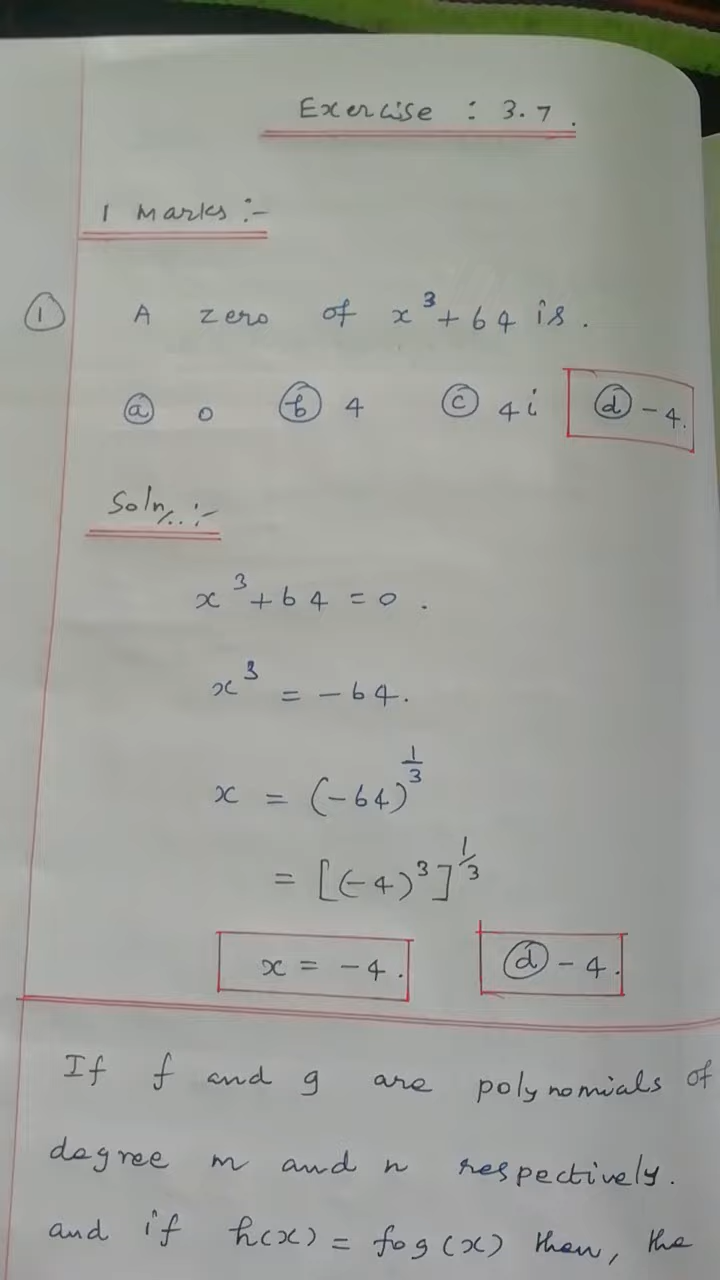 Exercise : 3.7.
1 Marks :-
① A zero of x³+64 is.
ⓐ 0 ⓑ 4 ⓒ 4i ⓓ -4.
Soln/..:-
x³+64 = 0.
x³ = -64.
x = (-64)^(1/3)
= [(-4)³]^(1/3)
x = -4. ⓓ -4.
If f and g are polynomials of
degree m and n respectively.
and if h(x) = fog(x) then, the